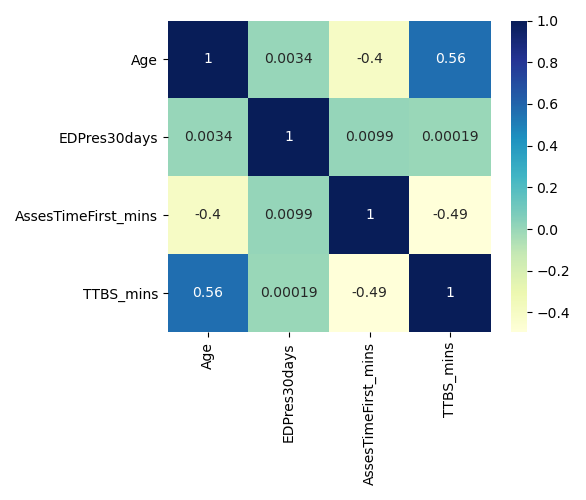 Age 1 0.0034 -0.4 0.56
EDPres30days 0.0034 1 0.0099 0.00019
AssesTimeFirst_mins -0.4 0.0099 1 -0.49
TTBS_mins 0.56 0.00019 -0.49 1
Age
EDPres30days
AssesTimeFirst_mins
TTBS_mins
1.0
0.8
0.6
0.4
0.2
0.0
−0.2
−0.4